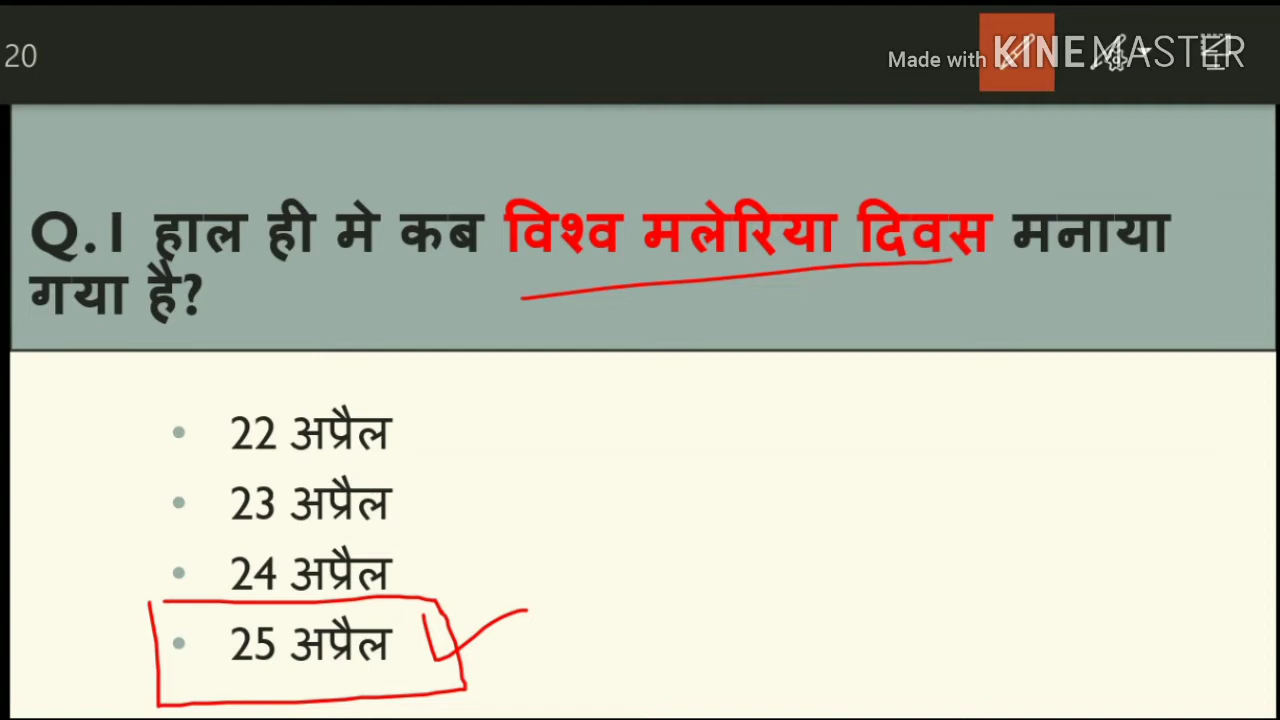 20
Made with KINEMASTER
Q.1 हाल ही मे कब विश्व मलेरिया दिवस मनाया
गया है?
22 अप्रैल
23 अप्रैल
24 अप्रैल
25 अप्रैल